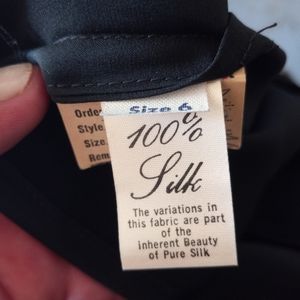 Orde
Style
Size.
Rem
Size 6
100%
Silk
The variations in
this fabric are part
of the
inherent Beauty
of Pure Silk